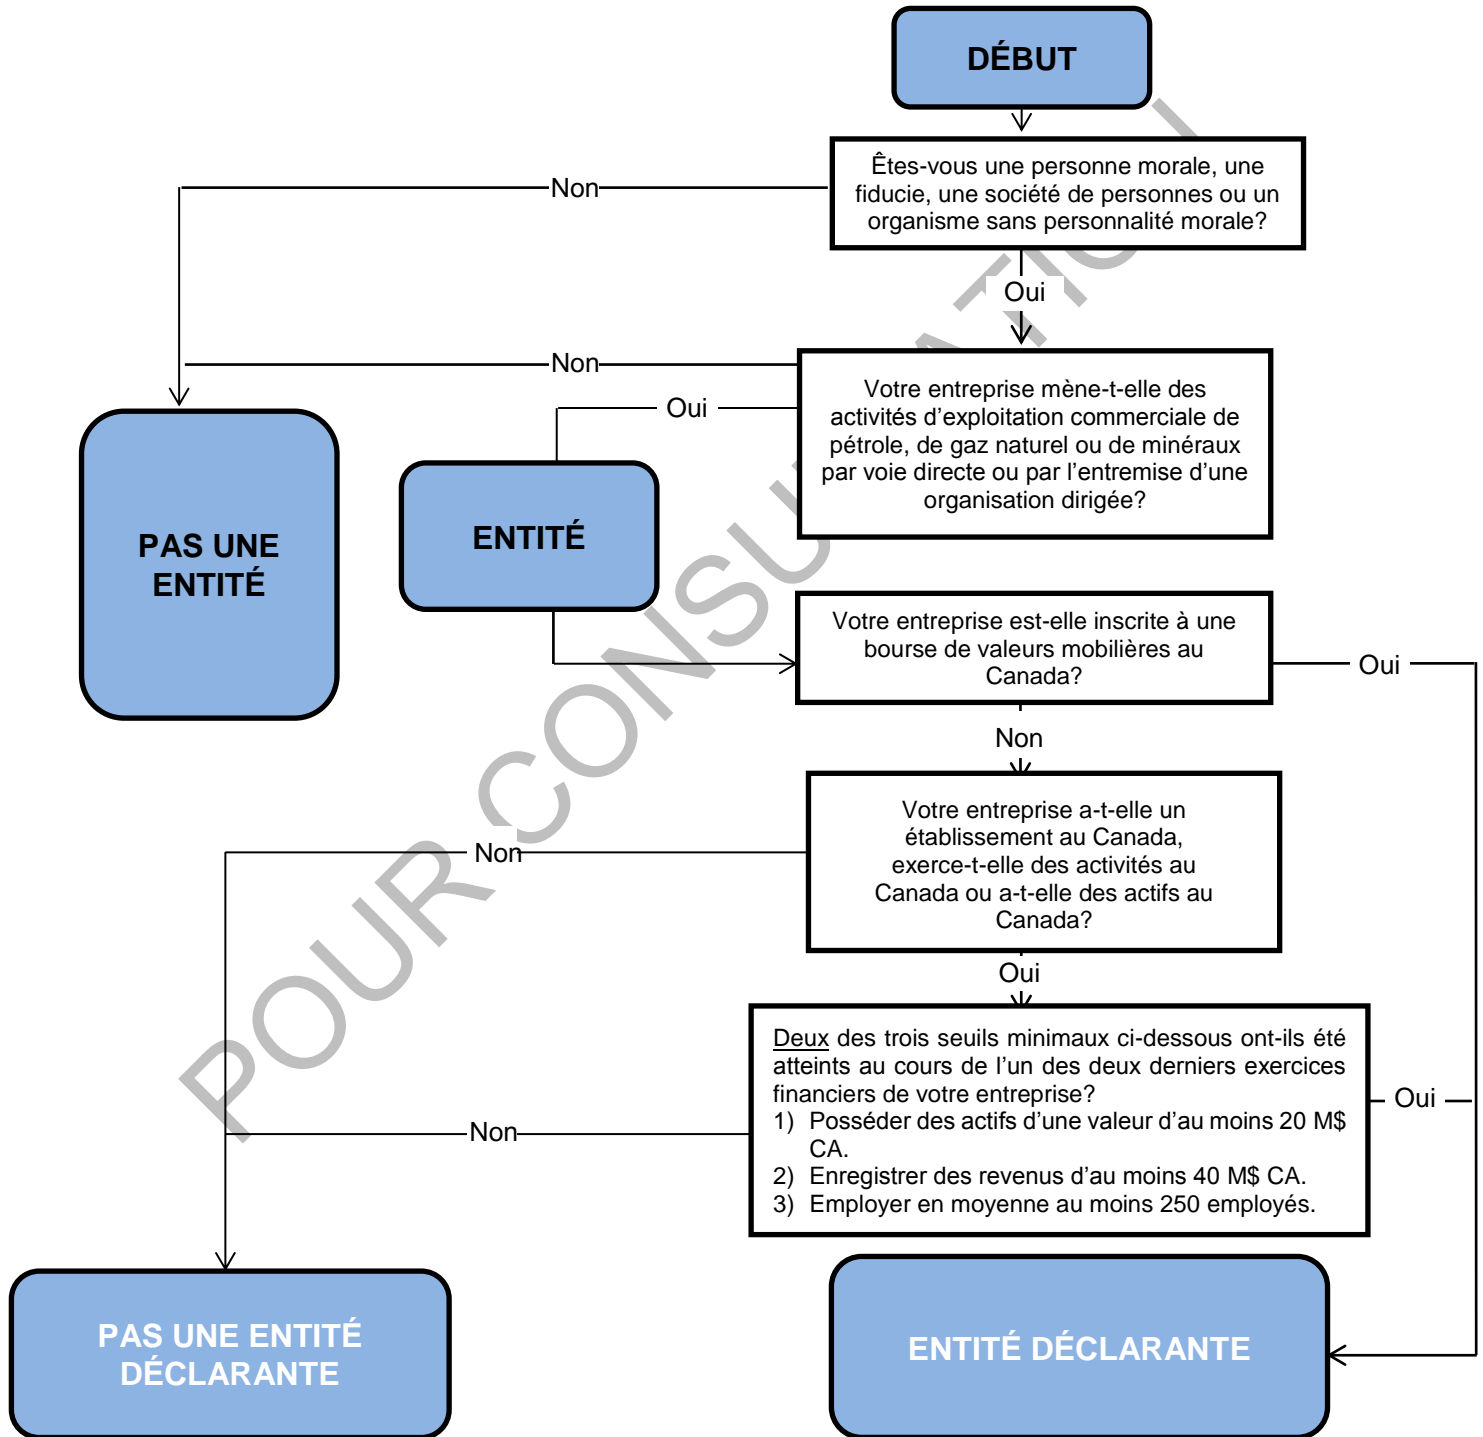 DÉBUT
Êtes-vous une personne morale, une
fiducie, une société de personnes ou un
organisme sans personnalité morale?
Non
Oui
Non
Votre entreprise mène-t-elle des
activités d’exploitation commerciale de
pétrole, de gaz naturel ou de minéraux
par voie directe ou par l’entremise d’une
organisation dirigée?
Oui
PAS UNE
ENTITÉ
ENTITÉ
Votre entreprise est-elle inscrite à une
bourse de valeurs mobilières au
Canada?
Oui
Non
Votre entreprise a-t-elle un
établissement au Canada,
exerce-t-elle des activités au
Canada ou a-t-elle des actifs au
Canada?
Non
Oui
Deux des trois seuils minimaux ci-dessous ont-ils été
atteints au cours de l’un des deux derniers exercices
financiers de votre entreprise?
1) Posséder des actifs d’une valeur d’au moins 20 M$
CA.
2) Enregistrer des revenus d’au moins 40 M$ CA.
3) Employer en moyenne au moins 250 employés.
Oui
Non
PAS UNE ENTITÉ
DÉCLARANTE
ENTITÉ DÉCLARANTE